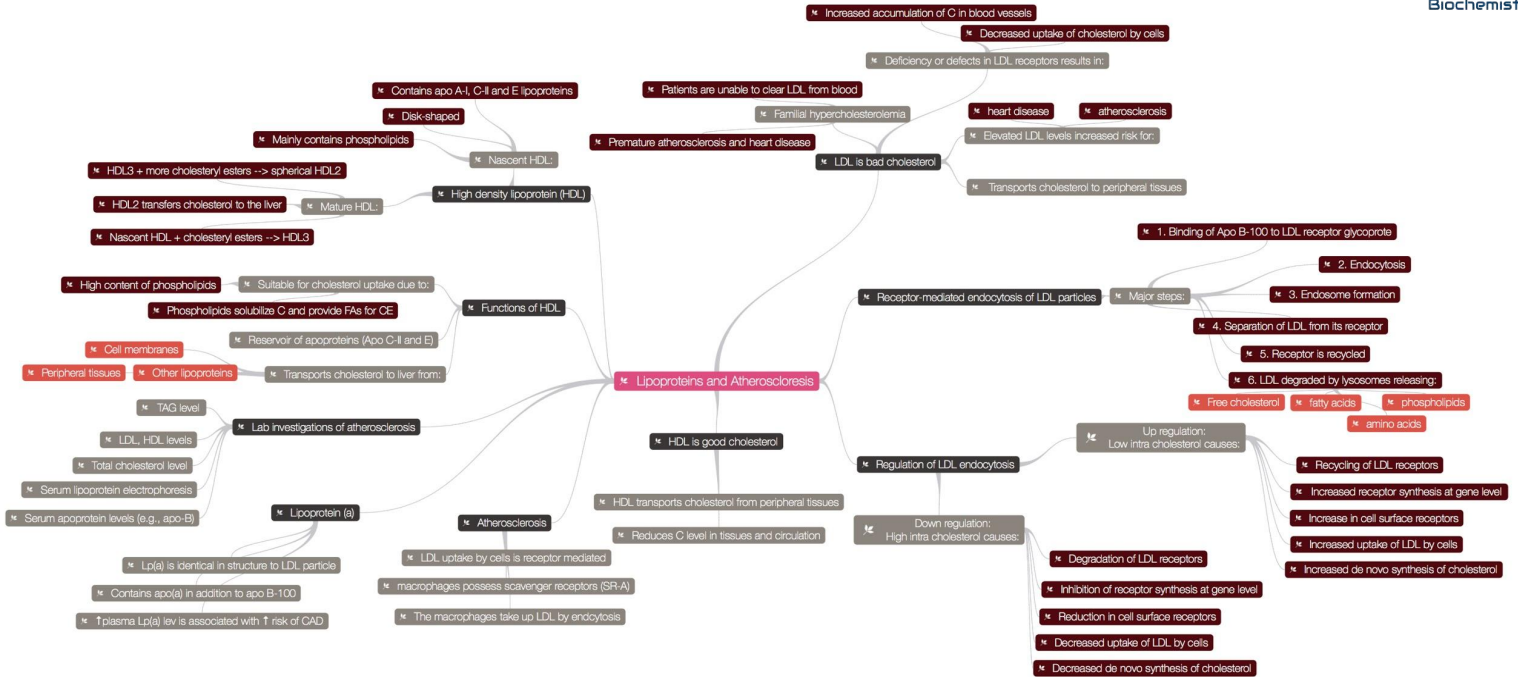 Biochemist
Increased accumulation of C in blood vessels
Decreased uptake of cholesterol by cells
Deficiency or defects in LDL receptors results in:
Patients are unable to clear LDL from blood
Familial hypercholesterolemia
Premature atherosclerosis and heart disease
heart disease
atherosclerosis
Elevated LDL levels increased risk for:
LDL is bad cholesterol
Transports cholesterol to peripheral tissues
Contains apo A-I, C-II and E lipoproteins
Disk-shaped
Mainly contains phospholipids
Nascent HDL:
HDL3 + more cholesteryl esters --> spherical HDL2
High density lipoprotein (HDL)
HDL2 transfers cholesterol to the liver
Mature HDL:
Nascent HDL + cholesteryl esters --> HDL3
1. Binding of Apo B-100 to LDL receptor glycoprote
2. Endocytosis
Receptor-mediated endocytosis of LDL particles
Major steps:
3. Endosome formation
4. Separation of LDL from its receptor
5. Receptor is recycled
6. LDL degraded by lysosomes releasing:
Free cholesterol
fatty acids
phospholipids
amino acids
High content of phospholipids
Suitable for cholesterol uptake due to:
Phospholipids solubilize C and provide FAs for CE
Functions of HDL
Reservoir of apoproteins (Apo C-II and E)
Cell membranes
Peripheral tissues
Other lipoproteins
Transports cholesterol to liver from:
Lipoproteins and Atheroscloresis
TAG level
Lab investigations of atherosclerosis
LDL, HDL levels
Total cholesterol level
Serum lipoprotein electrophoresis
Serum apoprotein levels (e.g., apo-B)
HDL is good cholesterol
HDL transports cholesterol from peripheral tissues
Reduces C level in tissues and circulation
Regulation of LDL endocytosis
Up regulation:
Low intra cholesterol causes:
Recycling of LDL receptors
Increased receptor synthesis at gene level
Increase in cell surface receptors
Increased uptake of LDL by cells
Increased de novo synthesis of cholesterol
Down regulation:
High intra cholesterol causes:
Degradation of LDL receptors
Inhibition of receptor synthesis at gene level
Reduction in cell surface receptors
Decreased uptake of LDL by cells
Decreased de novo synthesis of cholesterol
Lipoprotein (a)
Lp(a) is identical in structure to LDL particle
Contains apo(a) in addition to apo B-100
↑plasma Lp(a) lev is associated with ↑ risk of CAD
Atherosclerosis
LDL uptake by cells is receptor mediated
macrophages possess scavenger receptors (SR-A)
The macrophages take up LDL by endcytosis